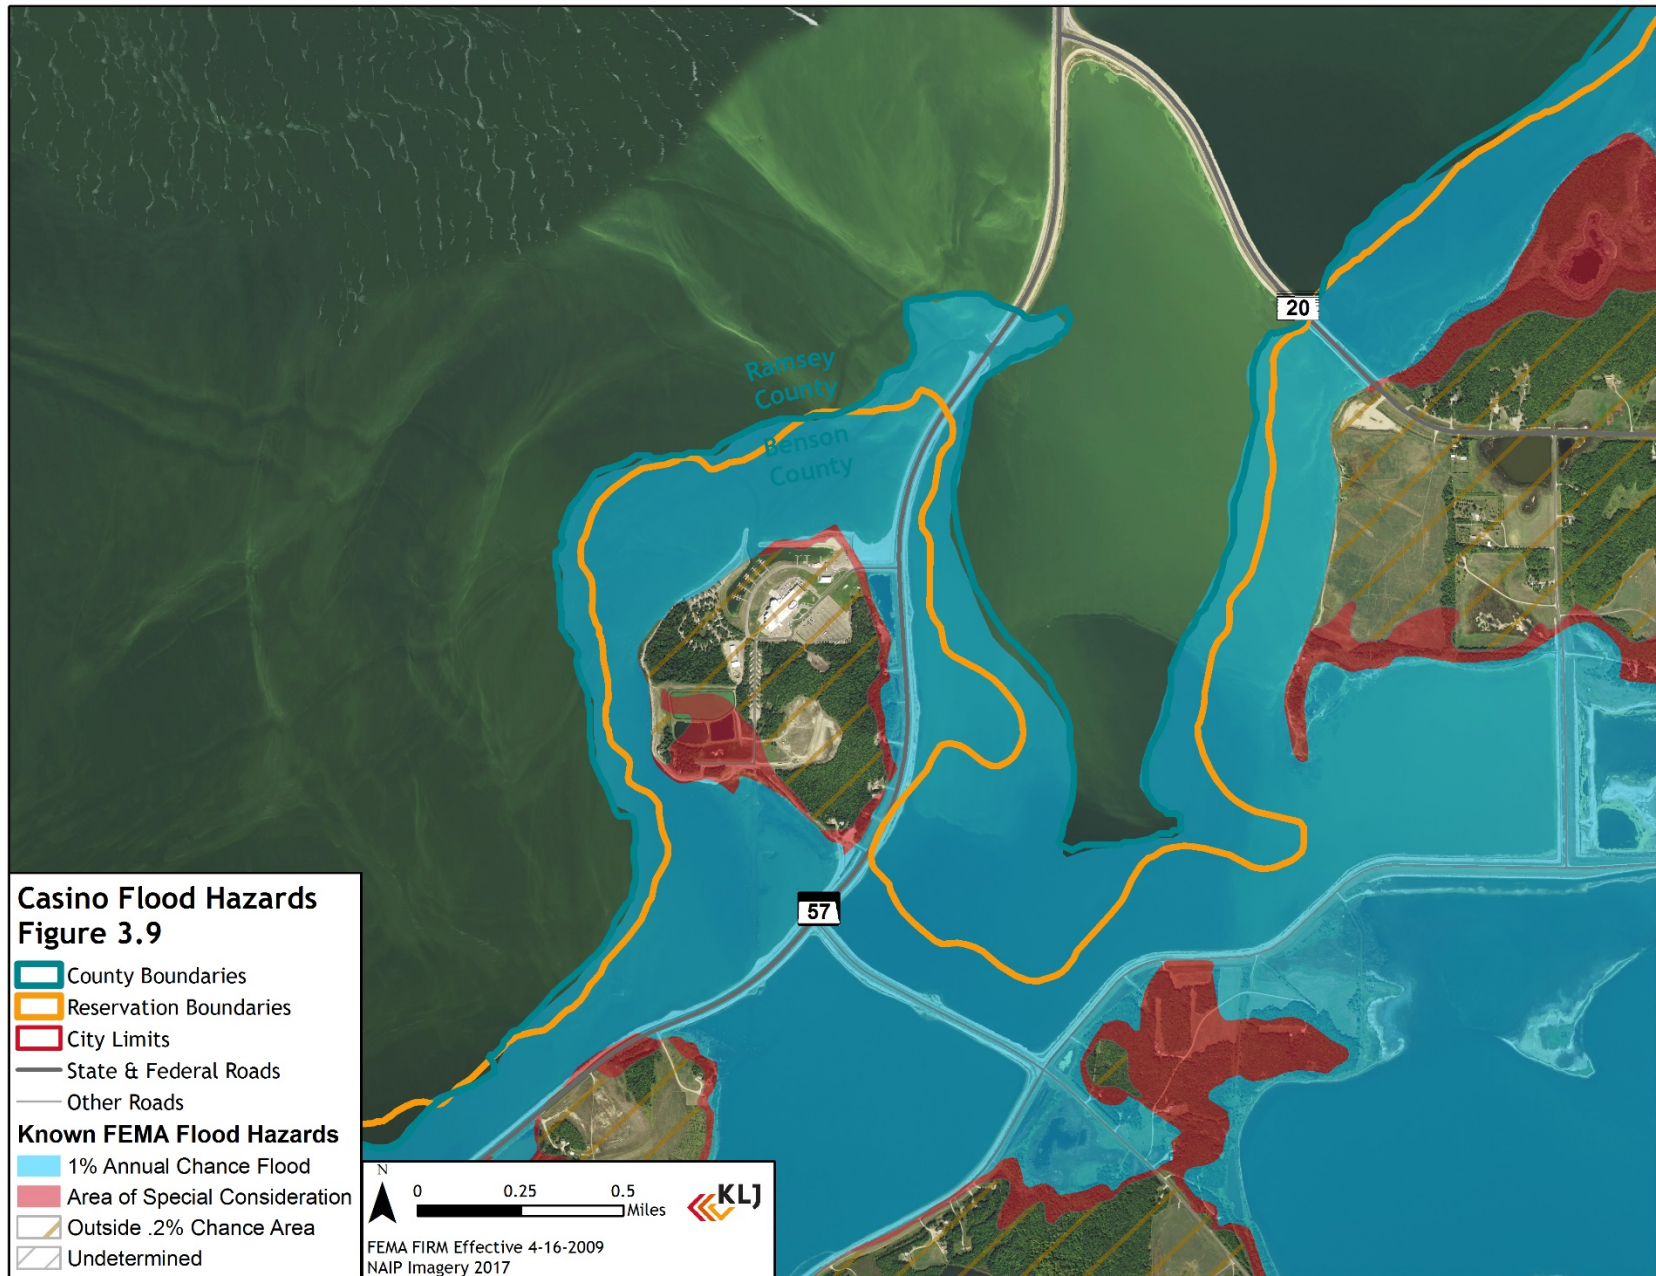 20
Ramsey
County
Benson
County
57
Casino Flood Hazards
Figure 3.9
County Boundaries
Reservation Boundaries
City Limits
State & Federal Roads
Other Roads
Known FEMA Flood Hazards
1% Annual Chance Flood
Area of Special Consideration
Outside .2% Chance Area
Undetermined
N
0 0.25 0.5
Miles
KLJ
FEMA FIRM Effective 4-16-2009
NAIP Imagery 2017